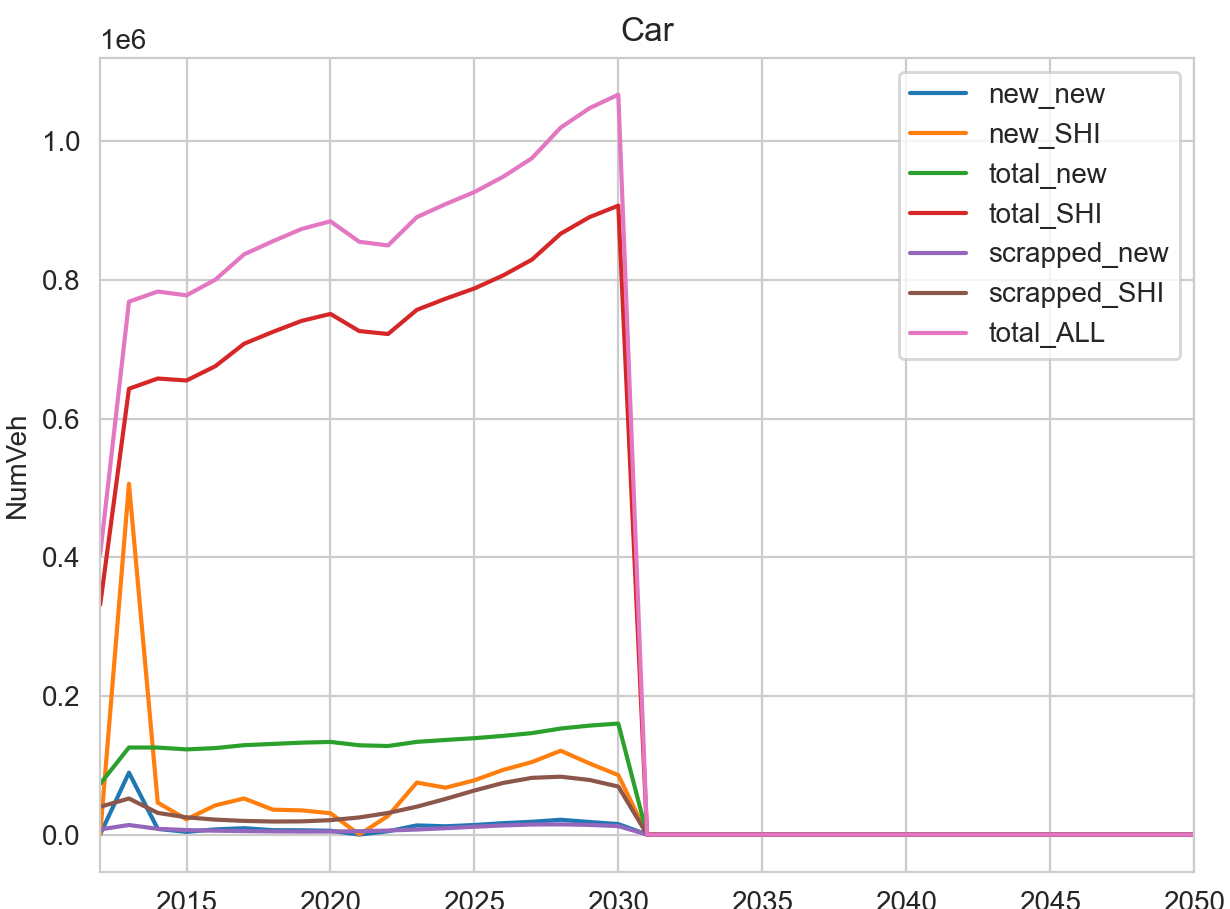 Car
1e6
new_new
new_SHI
total_new
total_SHI
scrapped_new
scrapped_SHI
total_ALL
1.0
0.8
0.6
0.4
0.2
0.0
NumVeh
2015 2020 2025 2030 2035 2040 2045 2050